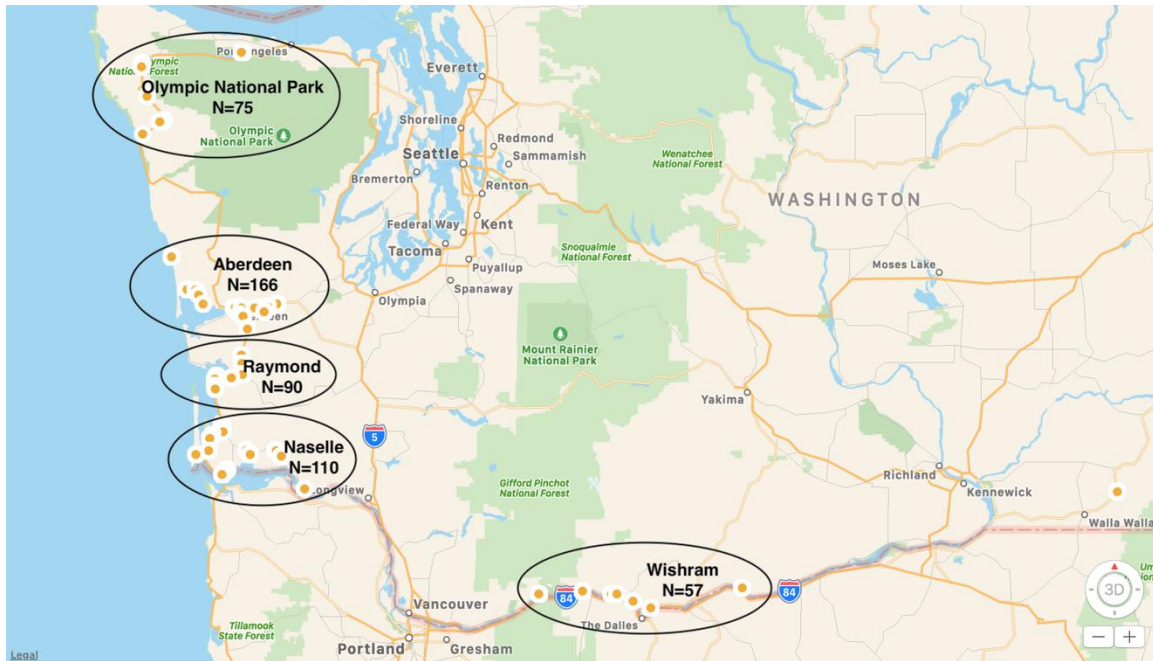 Port Angeles
Olympic
National Forest
Olympic National Park
N=75
Olympic
National Park
Everett
Shoreline
Redmond
Seattle
Sammamish
Bremerton
Renton
Federal Way
Kent
Tacoma
Puyallup
Spanaway
Olympia
Wenatchee
National Forest
WASHINGTON
Snoqualmie
National Forest
Moses Lake
Aberdeen
N=166
Mount Rainier
National Park
Raymond
N=90
Yakima
5
Naselle
N=110
Longview
Gifford Pinchot
National Forest
Richland
Kennewick
Walla Walla
Wishram
N=57
84
84
The Dalles
Vancouver
Portland
Gresham
Tillamook
State Forest
3D
Legal